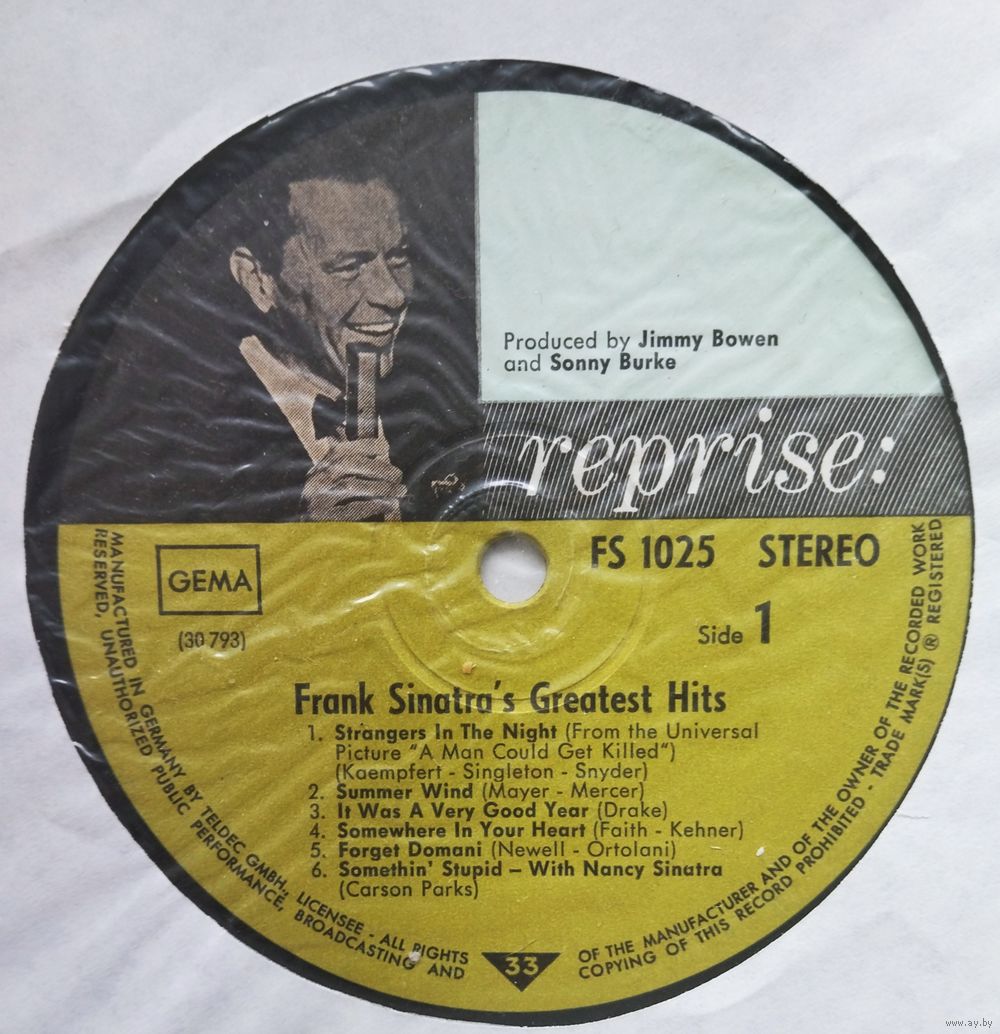 Produced by Jimmy Bowen
and Sonny Burke
reprise:
GEMA
(30 793)
FS 1025 STEREO
Side 1
Frank Sinatra's Greatest Hits
1. Strangers In The Night (From the Universal
Picture "A Man Could Get Killed")
(Kaempfert - Singleton - Snyder)
2. Summer Wind (Mayer - Mercer)
3. It Was A Very Good Year (Drake)
4. Somewhere In Your Heart (Faith - Kehner)
5. Forget Domani (Newell - Ortolani)
6. Somethin' Stupid – With Nancy Sinatra
(Carson Parks)
MANUFACTURED IN GERMANY BY TELDEC GMBH., LICENSEE - ALL RIGHTS
RESERVED, UNAUTHORIZED PUBLIC PERFORMANCE, BROADCASTING AND
33
OF THE MANUFACTURER AND OF THE OWNER OF THE RECORDED WORK
COPYING OF THIS RECORD PROHIBITED - TRADE MARK(S) ® REGISTERED
www.ay.by